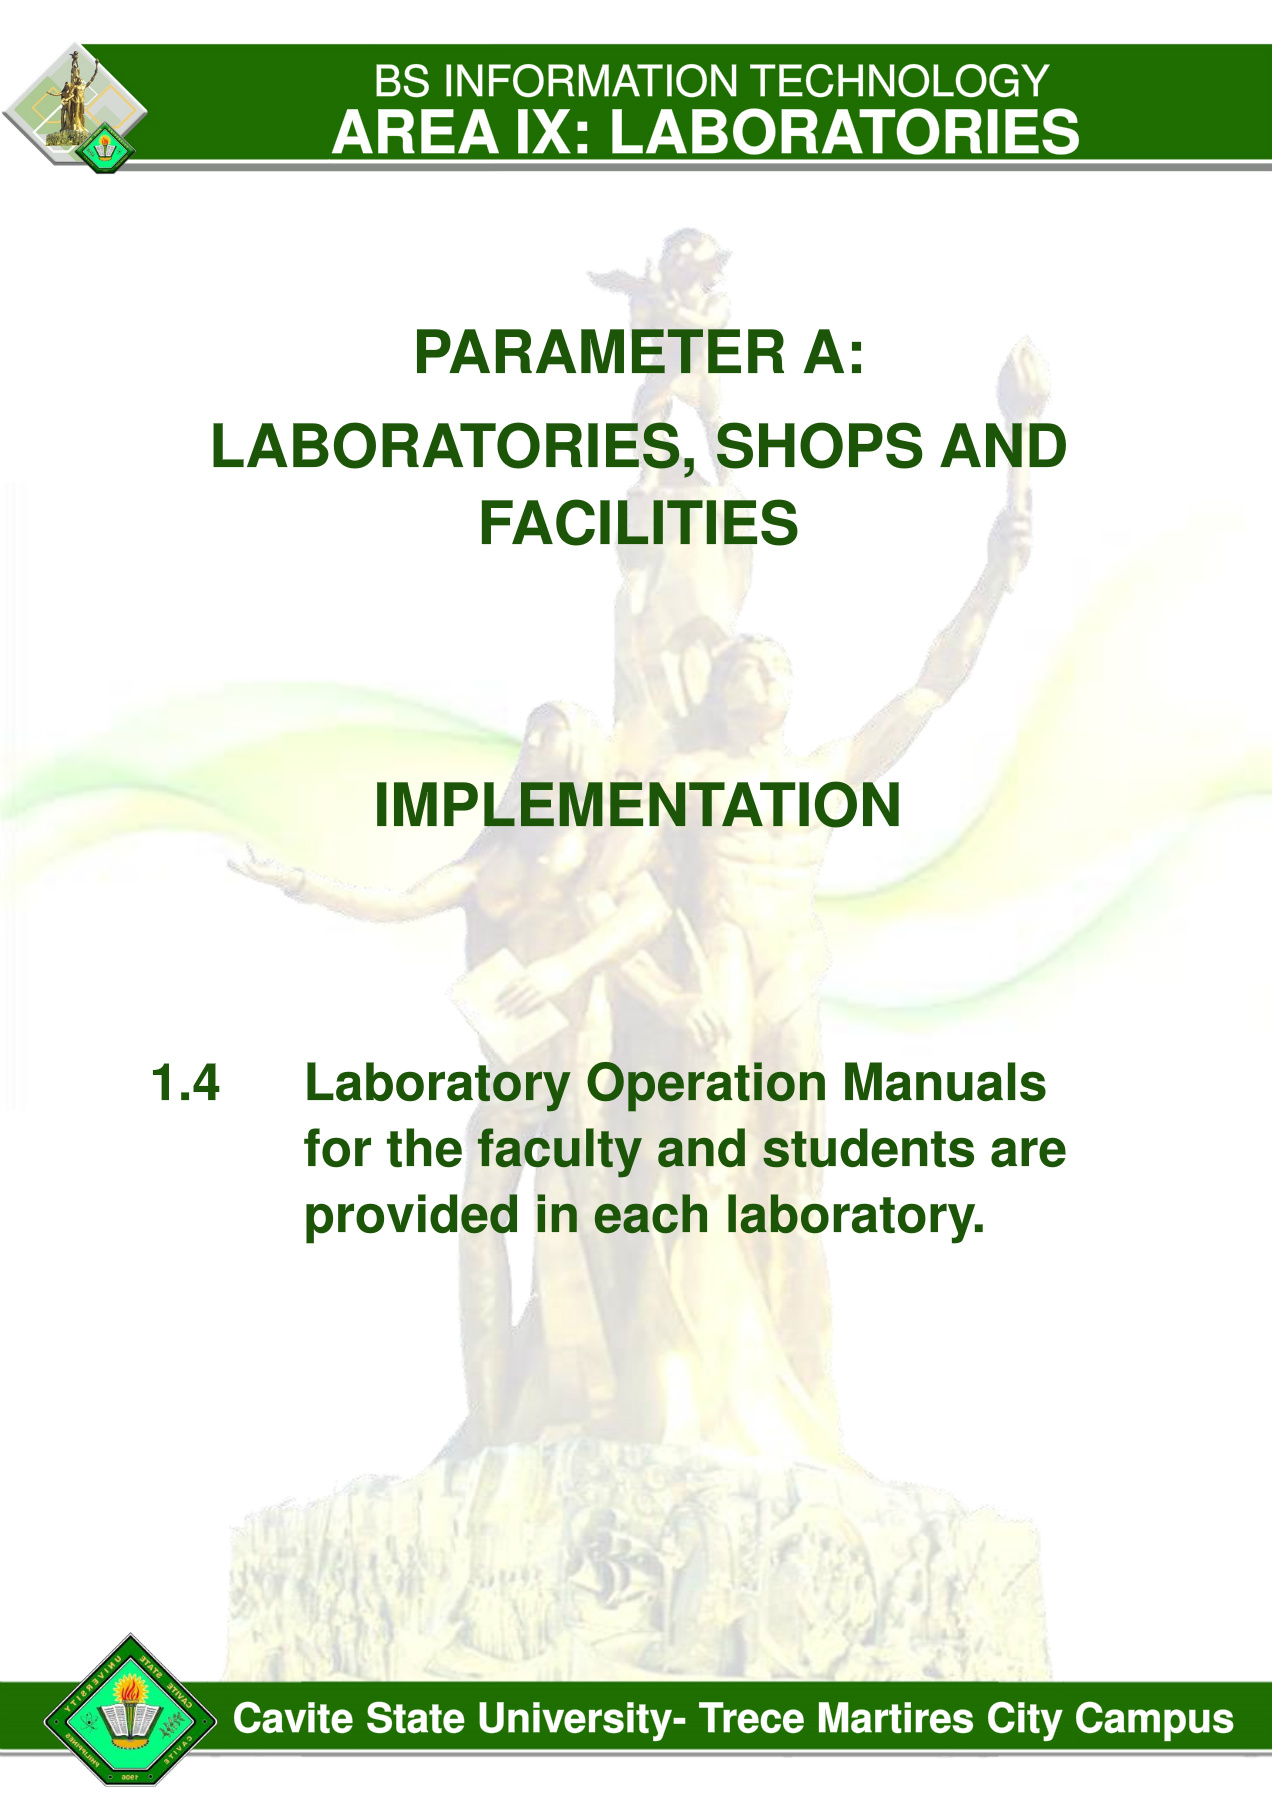 BS INFORMATION TECHNOLOGY
AREA IX: LABORATORIES
PARAMETER A:
LABORATORIES, SHOPS AND
FACILITIES
IMPLEMENTATION
1.4 Laboratory Operation Manuals
for the faculty and students are
provided in each laboratory.
CAVITE STATE UNIVERSITY
CAVITE PHILIPPINES
1906
Cavite State University- Trece Martires City Campus